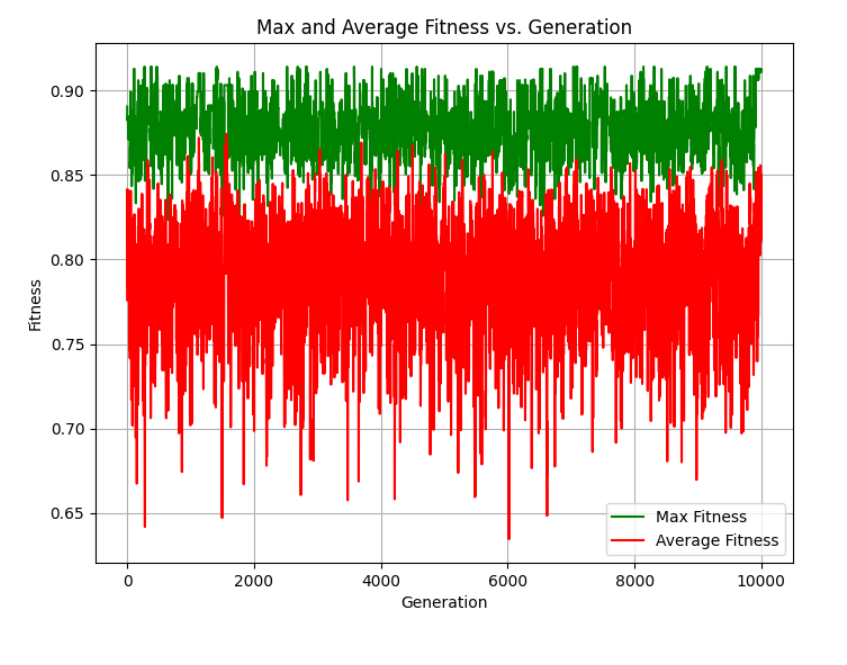 Max and Average Fitness vs. Generation
Fitness
0.90
0.85
0.80
0.75
0.70
0.65
Max Fitness
Average Fitness
0 2000 4000 6000 8000 10000
Generation